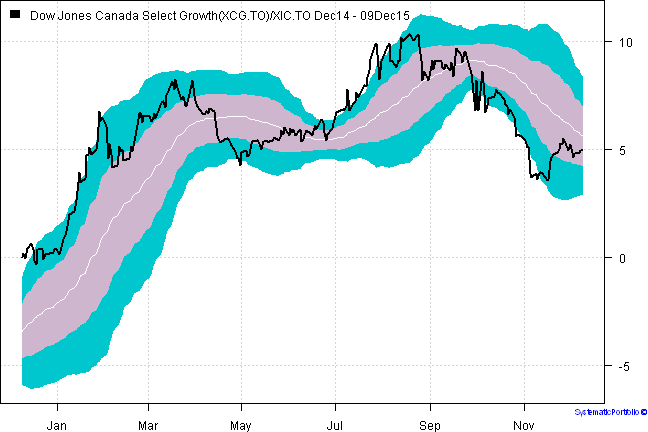 Dow Jones Canada Select Growth(XCG.TO)/XIC.TO Dec14 - 09Dec15
10
5
0
-5
Jan Mar May Jul Sep Nov
SystematicPortfolio ©